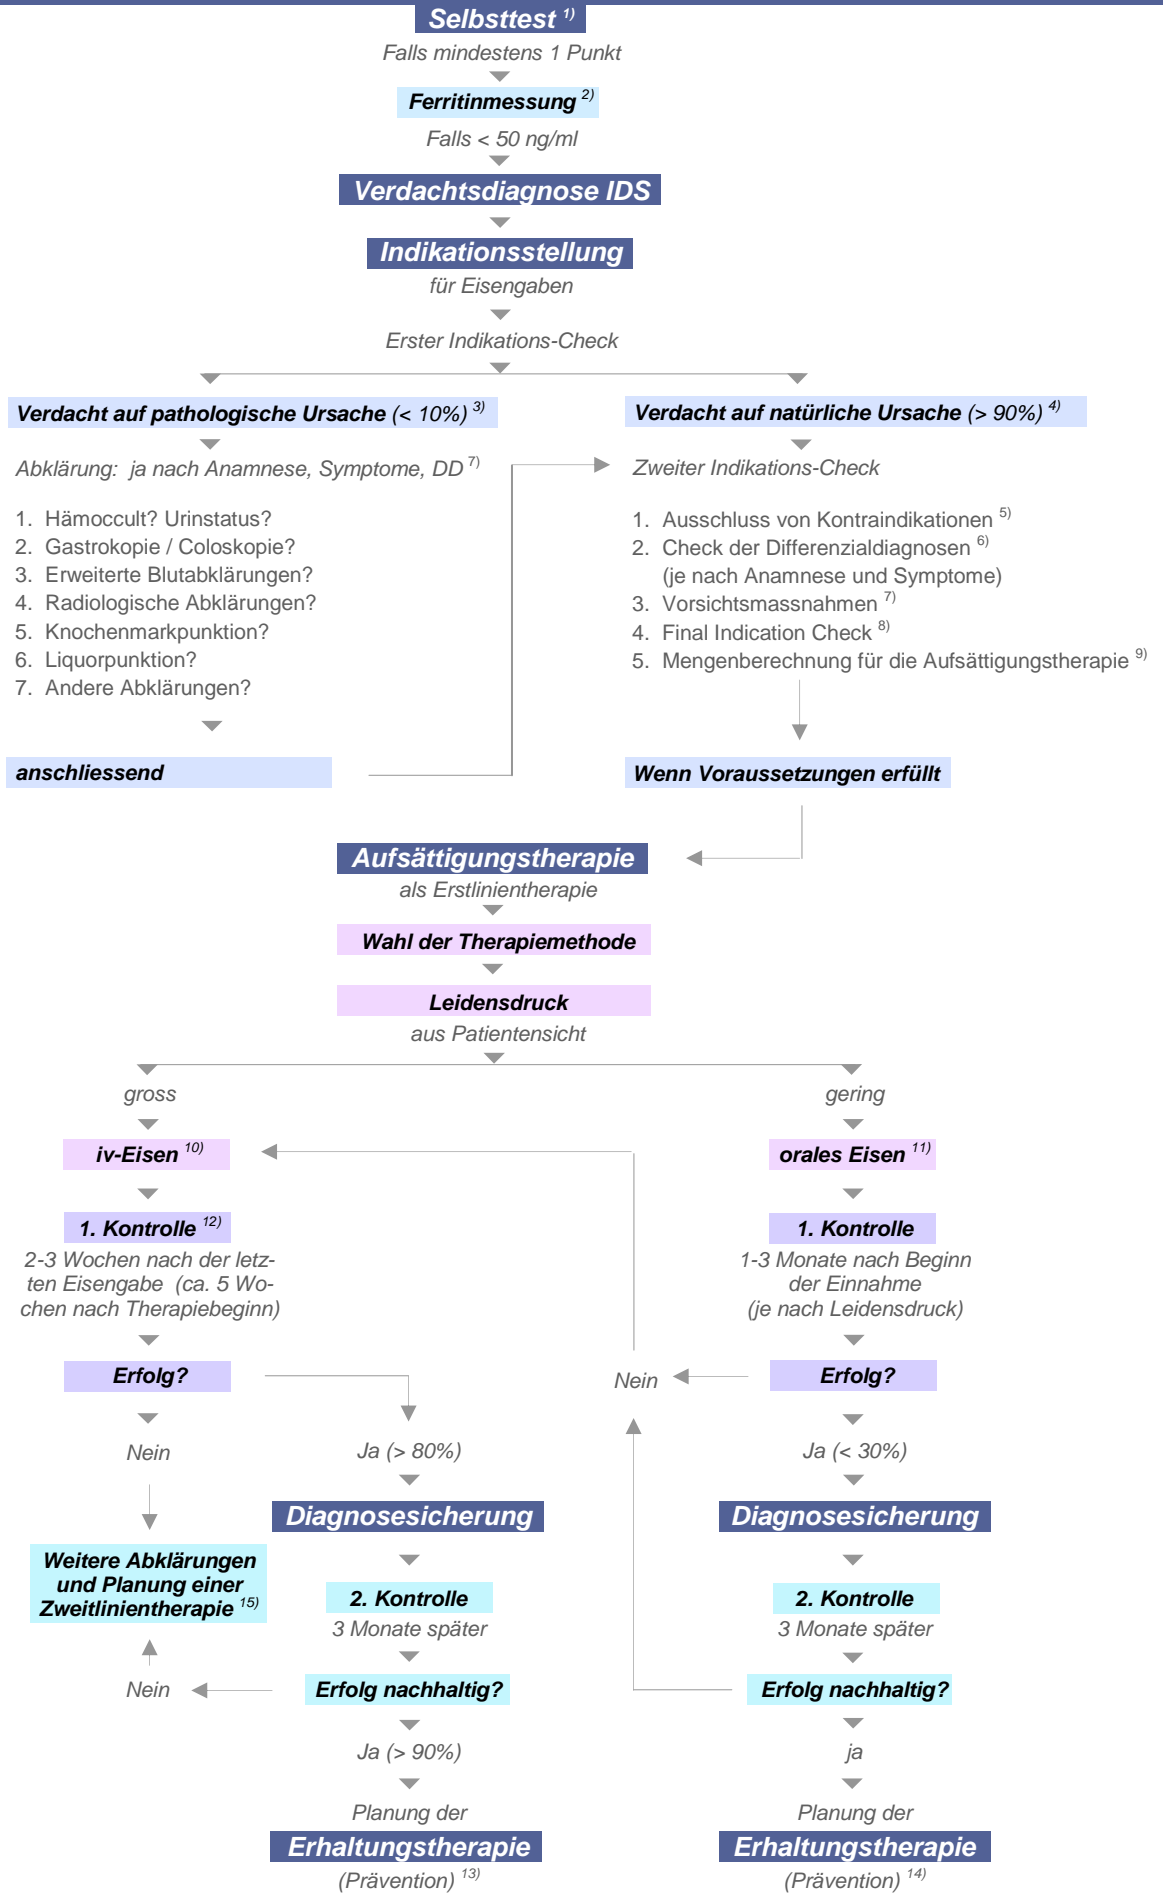 Selbsttest 1)
Falls mindestens 1 Punkt
Ferritinmessung 2)
Falls < 50 ng/ml
Verdachtsdiagnose IDS
Indikationsstellung
für Eisengaben
Erster Indikations-Check
Verdacht auf pathologische Ursache (< 10%) 3)
Abklärung: ja nach Anamnese, Symptome, DD 7)
1. Hämoccult? Urinstatus?
2. Gastrokopie / Coloskopie?
3. Erweiterte Blutabklärungen?
4. Radiologische Abklärungen?
5. Knochenmarkpunktion?
6. Liquorpunktion?
7. Andere Abklärungen?
anschliessend
Verdacht auf natürliche Ursache (> 90%) 4)
Zweiter Indikations-Check
1. Ausschluss von Kontraindikationen 5)
2. Check der Differenzialdiagnosen 6)
(je nach Anamnese und Symptome)
3. Vorsichtsmassnahmen 7)
4. Final Indication Check 8)
5. Mengenberechnung für die Aufsättigungstherapie 9)
Wenn Voraussetzungen erfüllt
Aufsättigungstherapie
als Erstlinientherapie
Wahl der Therapiemethode
Leidensdruck
aus Patientensicht
gross
iv-Eisen 10)
1. Kontrolle 12)
2-3 Wochen nach der letz-
ten Eisengabe (ca. 5 Wo-
chen nach Therapiebeginn)
Erfolg?
Nein
Weitere Abklärungen
und Planung einer
Zweitlinientherapie 15)
Nein
Ja (> 80%)
Diagnosesicherung
2. Kontrolle
3 Monate später
Erfolg nachhaltig?
Ja (> 90%)
Planung der
Erhaltungstherapie
(Prävention) 13)
gering
orales Eisen 11)
1. Kontrolle
1-3 Monate nach Beginn
der Einnahme
(je nach Leidensdruck)
Erfolg?
Nein
Ja (< 30%)
Diagnosesicherung
2. Kontrolle
3 Monate später
Erfolg nachhaltig?
ja
Planung der
Erhaltungstherapie
(Prävention) 14)